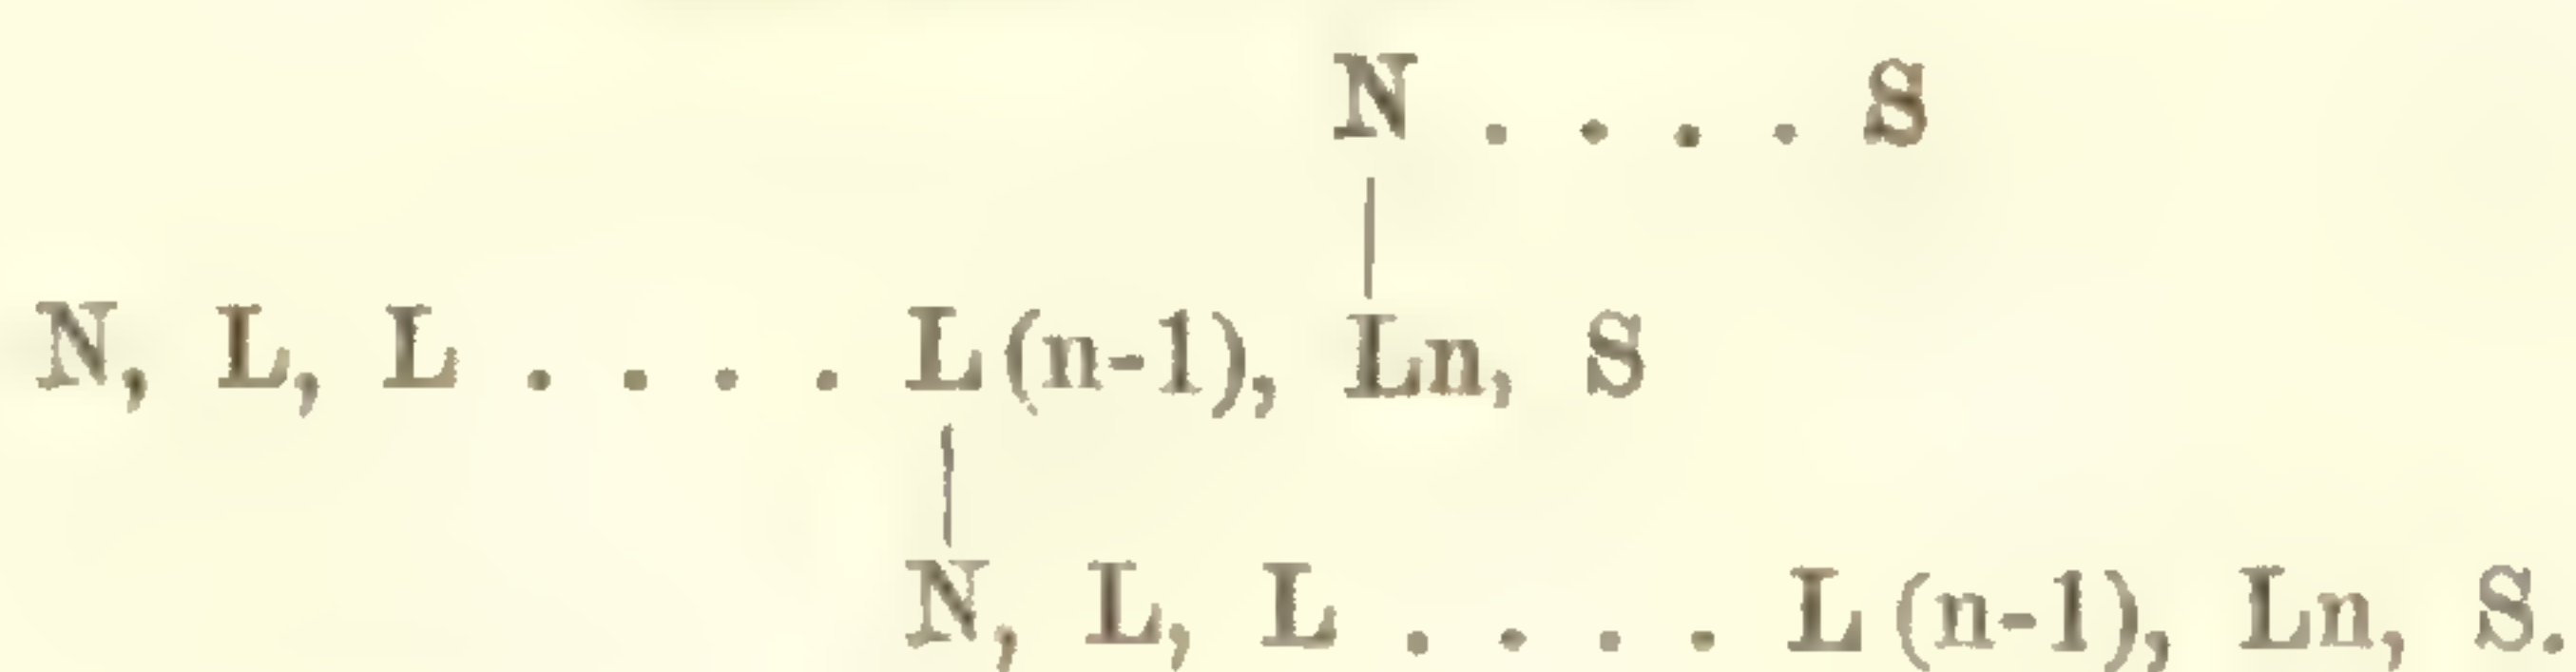 N . . . . S
N, L, L . . . . L(n-1), Ln, S
N, L, L . . . . L(n-1), Ln, S.